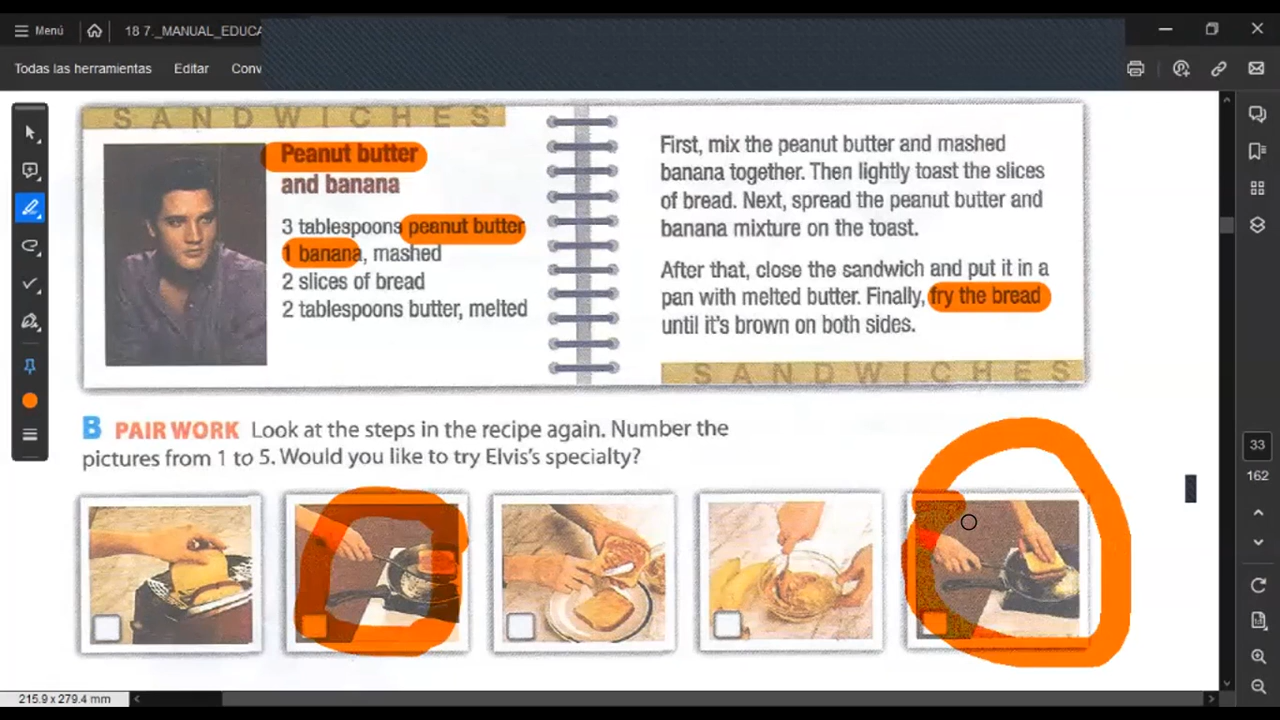 Menú
18 7._MANUAL_EDUCA
Todas las herramientas
Editar
Conv
SANDWICHES
Peanut butter
and banana
3 tablespoons peanut butter
1 banana, mashed
2 slices of bread
2 tablespoons butter, melted
First, mix the peanut butter and mashed
banana together. Then lightly toast the slices
of bread. Next, spread the peanut butter and
banana mixture on the toast.
After that, close the sandwich and put it in a
pan with melted butter. Finally, fry the bread
until it's brown on both sides.
SANDWICHES
B PAIR WORK Look at the steps in the recipe again. Number the
pictures from 1 to 5. Would you like to try Elvis's specialty?
33
162
215.9 x 279.4 mm